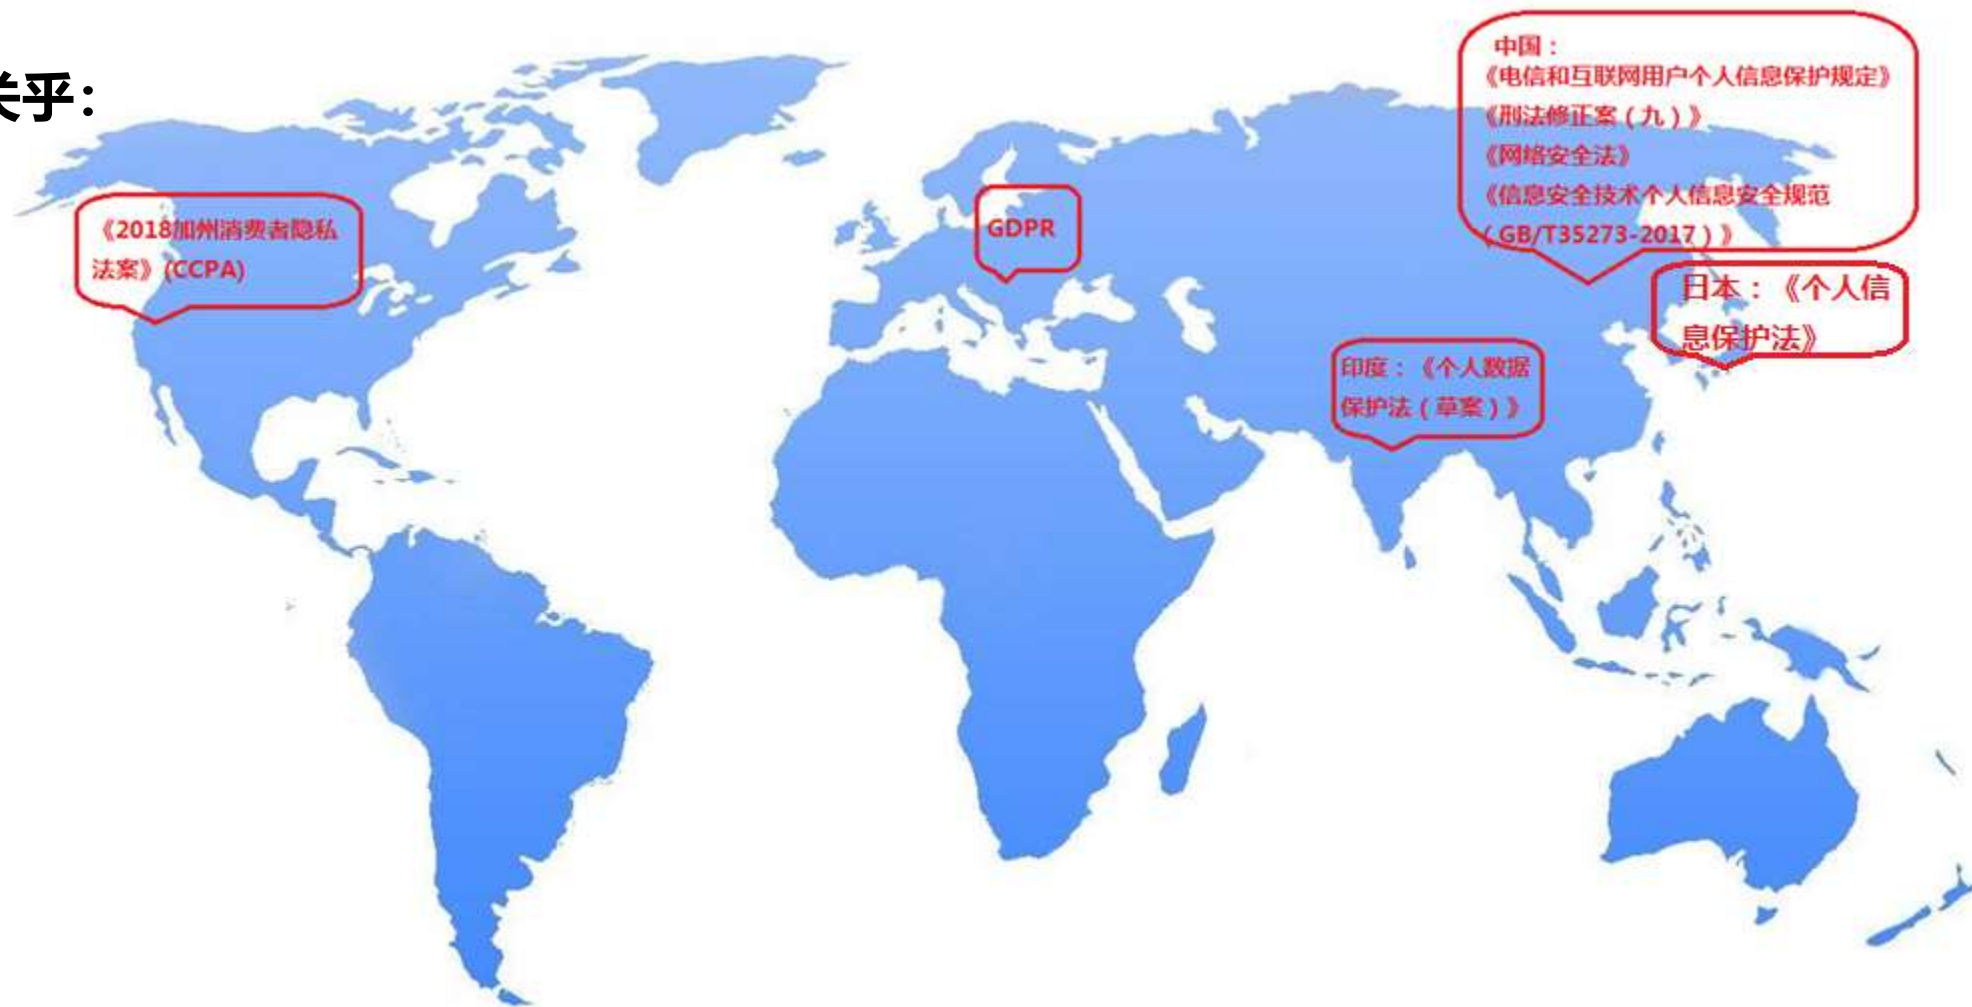 关乎：
《2018加州消费者隐私
法案》(CCPA)
GDPR
中国：
《电信和互联网用户个人信息保护规定》
《刑法修正案（九）》
《网络安全法》
《信息安全技术个人信息安全规范
（GB/T35273-2017）》
日本：《个人信
息保护法》
印度：《个人数据
保护法（草案）》